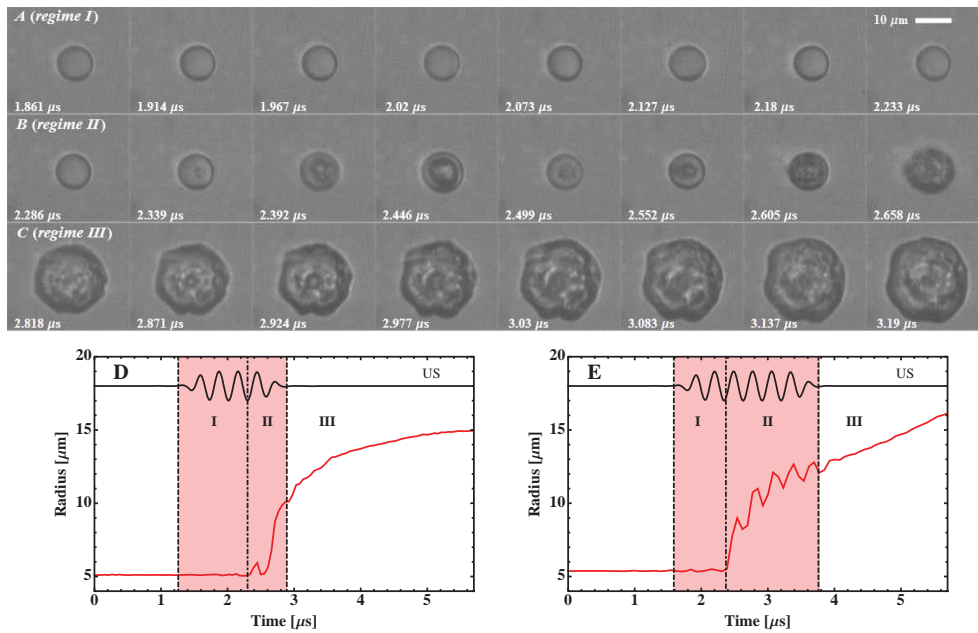 A (regime I)
10 μm
1.861 μs 1.914 μs 1.967 μs 2.02 μs 2.073 μs 2.127 μs 2.18 μs 2.233 μs
B (regime II)
2.286 μs 2.339 μs 2.392 μs 2.446 μs 2.499 μs 2.552 μs 2.605 μs 2.658 μs
C (regime III)
2.818 μs 2.871 μs 2.924 μs 2.977 μs 3.03 μs 3.083 μs 3.137 μs 3.19 μs
D
US
I II III
Radius [μm]
20
15
10
5
0 1 2 3 4 5
Time [μs]
E
US
I II III
Radius [μm]
20
15
10
5
0 1 2 3 4 5
Time [μs]